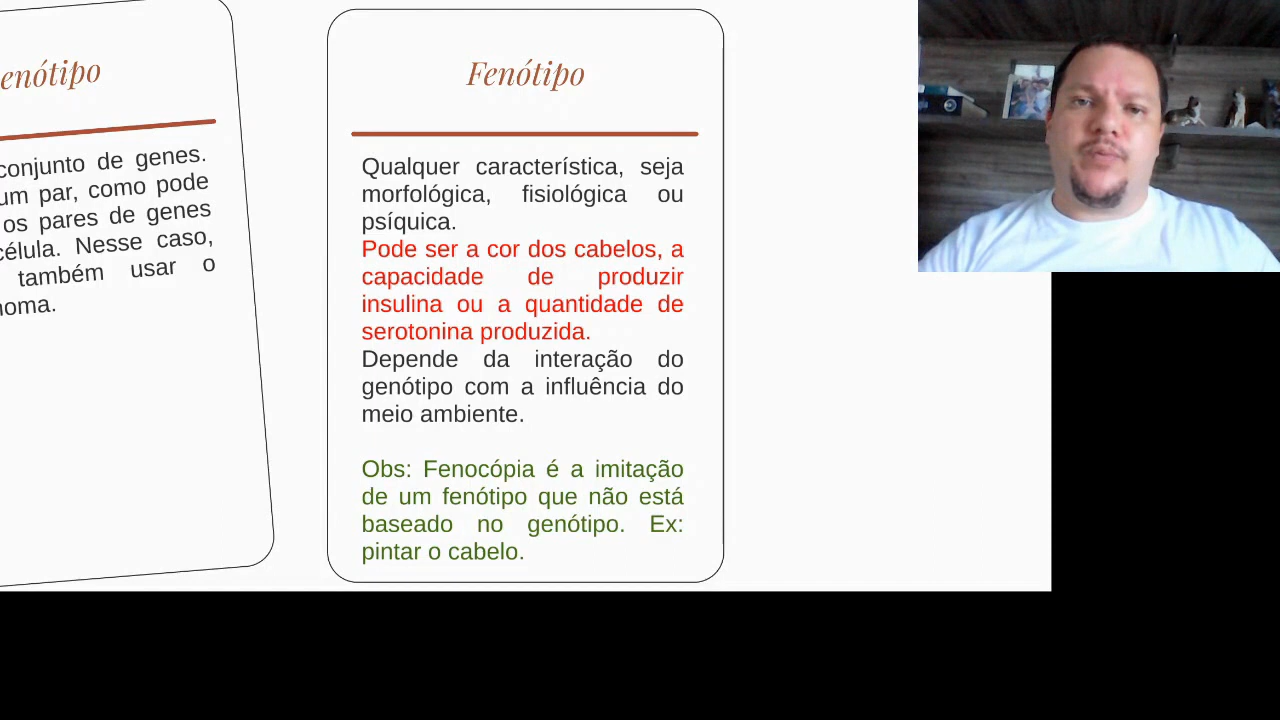 enótipo
conjunto de genes.
um par, como pode
os pares de genes
célula. Nesse caso,
também usar o
noma.
Fenótipo
Qualquer característica, seja
morfológica, fisiológica ou
psíquica.
Pode ser a cor dos cabelos, a
capacidade de produzir
insulina ou a quantidade de
serotonina produzida.
Depende da interação do
genótipo com a influência do
meio ambiente.
Obs: Fenocópia é a imitação
de um fenótipo que não está
baseado no genótipo. Ex:
pintar o cabelo.